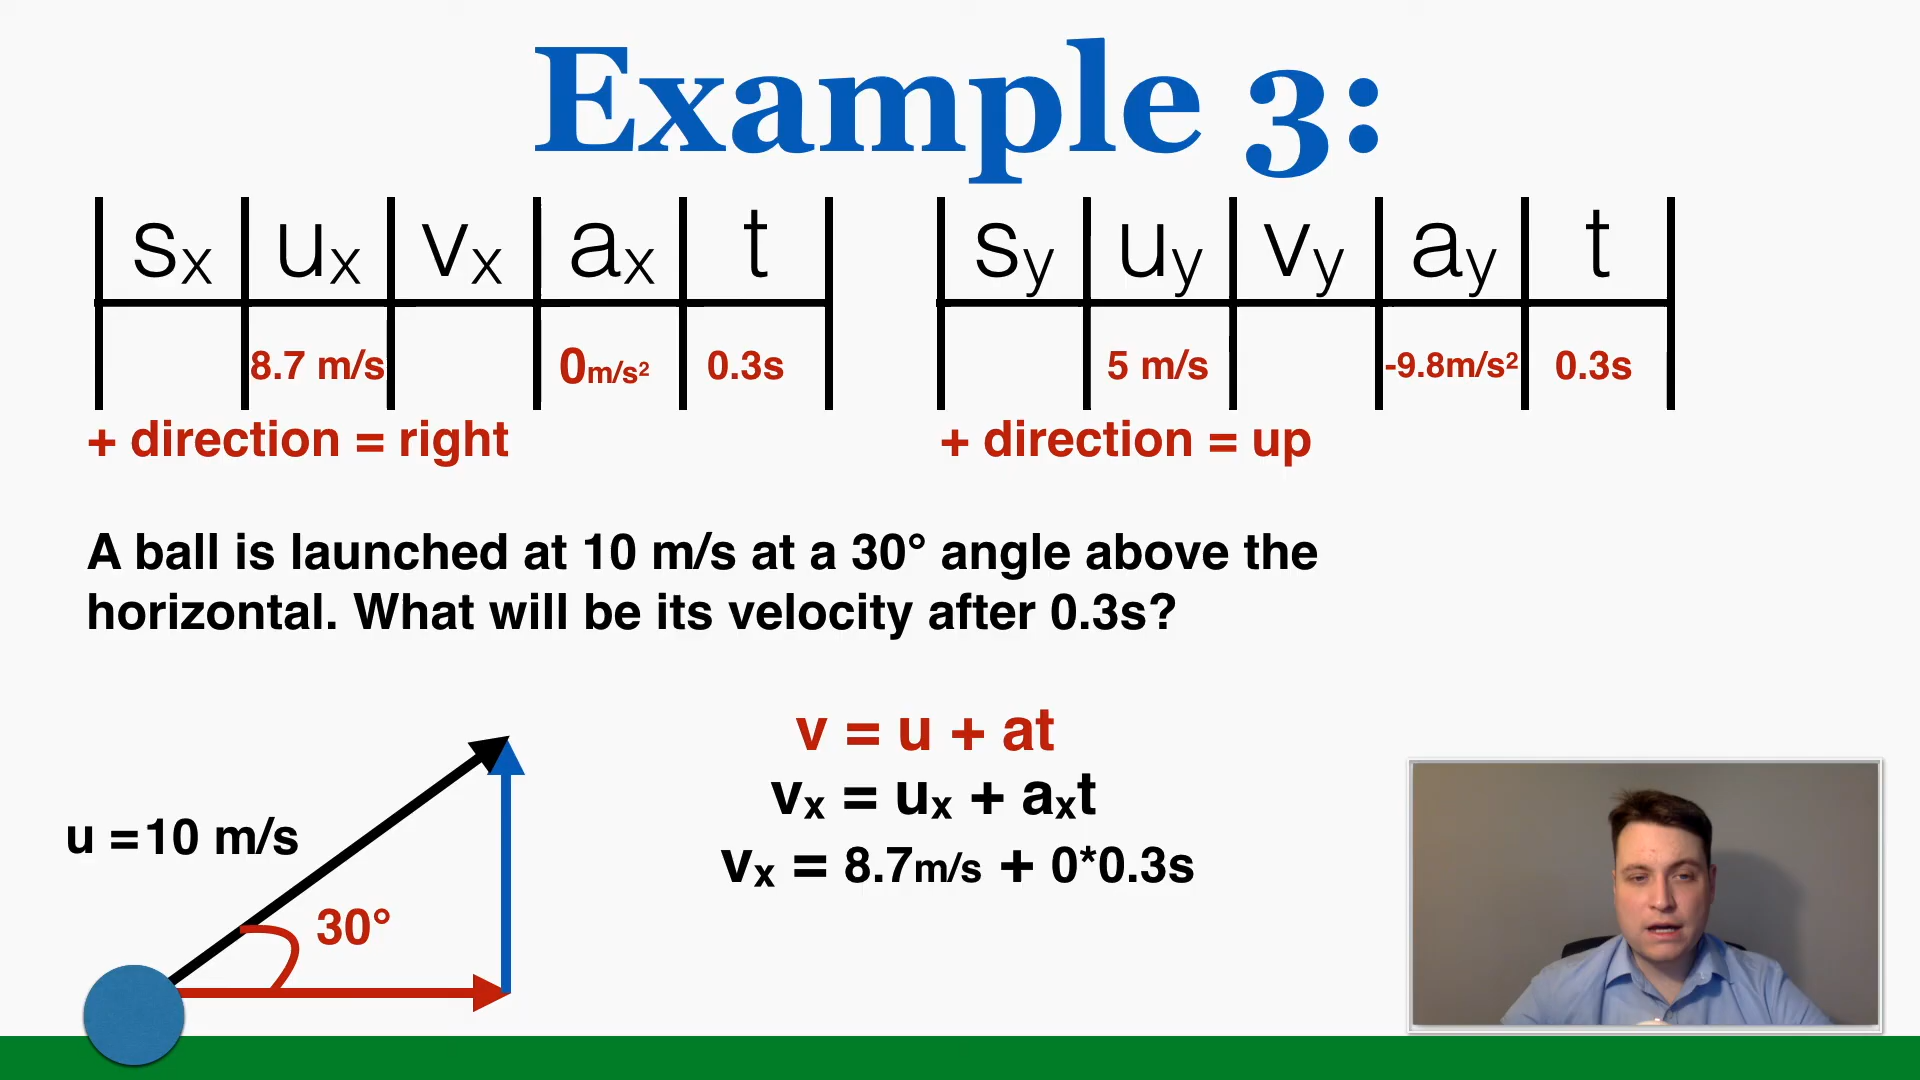 Example 3:
sx ux vx ax t
8.7 m/s 0m/s² 0.3s
+ direction = right
sy uy vy ay t
5 m/s -9.8m/s² 0.3s
+ direction = up
A ball is launched at 10 m/s at a 30° angle above the
horizontal. What will be its velocity after 0.3s?
u =10 m/s
30°
v = u + at
vx = ux + axt
vx = 8.7m/s + 0*0.3s